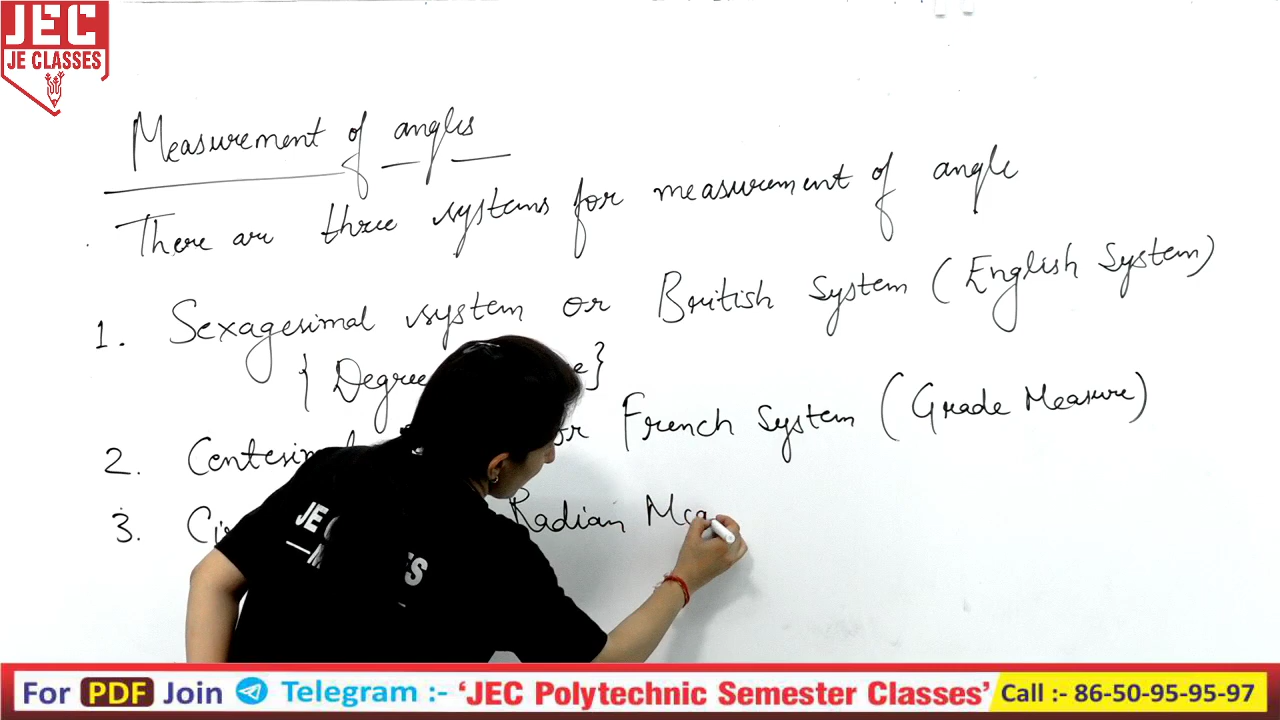 JEC
JE CLASSES
Measurement of angles
There are three systems for measurement of angle
1. Sexagesimal system or British System (English System)
{ Degree }
2. or French System (Grade Measure)
3. Radian Mea
JE
For PDF Join Telegram :- ‘JEC Polytechnic Semester Classes’ Call :- 86-50-95-95-97